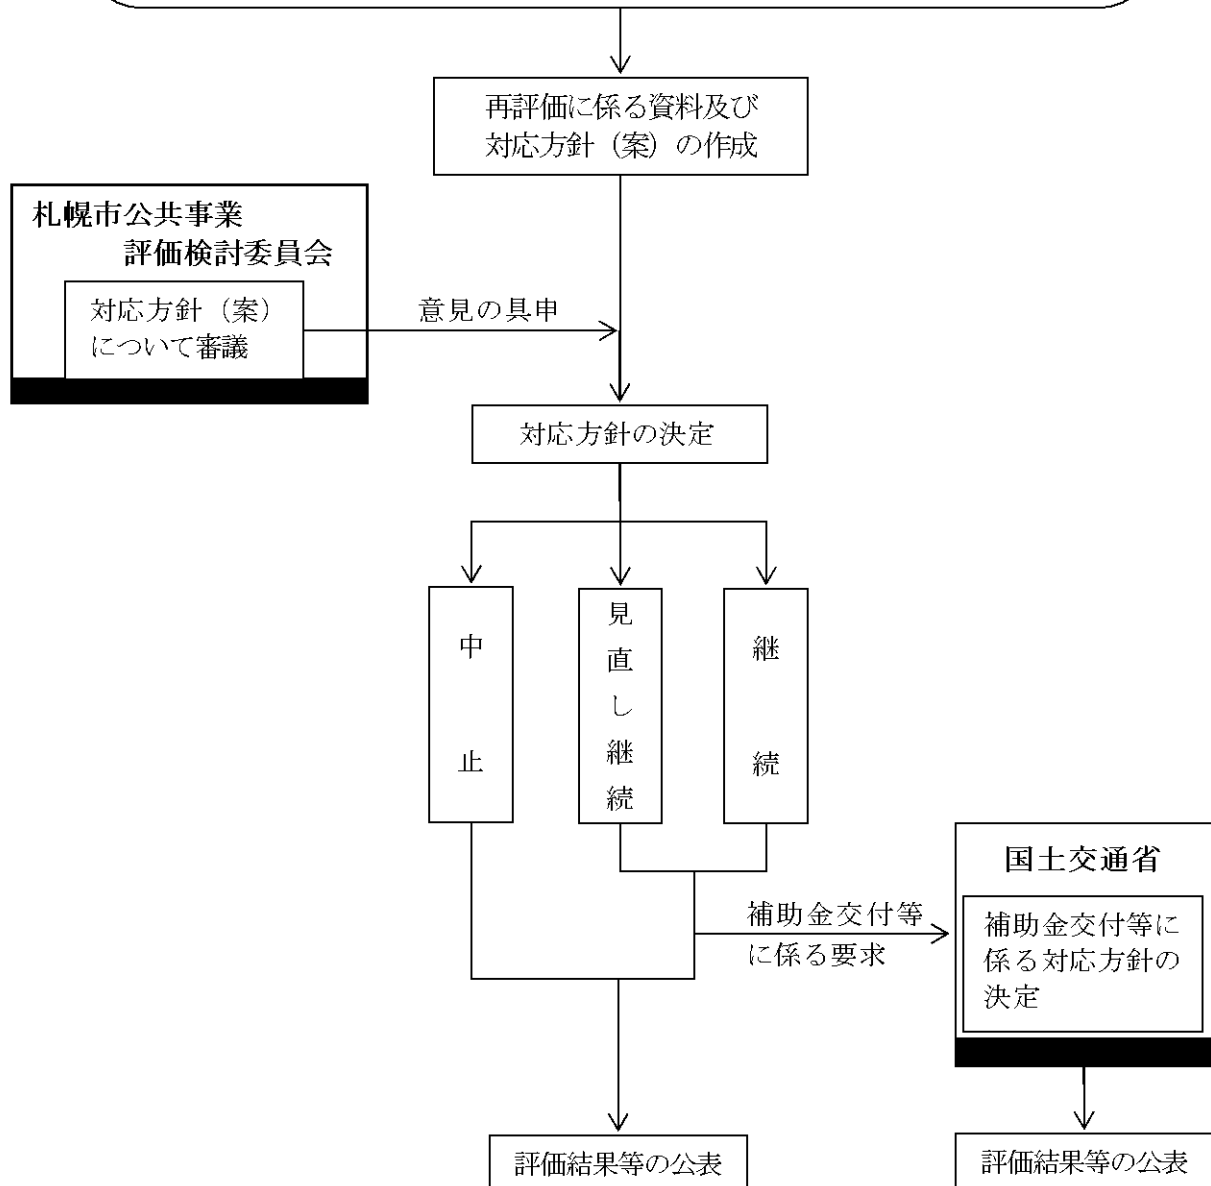 再評価に係る資料及び
対応方針（案）の作成
札幌市公共事業
評価検討委員会
対応方針（案）
について審議
意見の具申
対応方針の決定
中止
見直し継続
継続
国土交通省
補助金交付等
に係る要求
補助金交付等に
係る対応方針の
決定
評価結果等の公表
評価結果等の公表